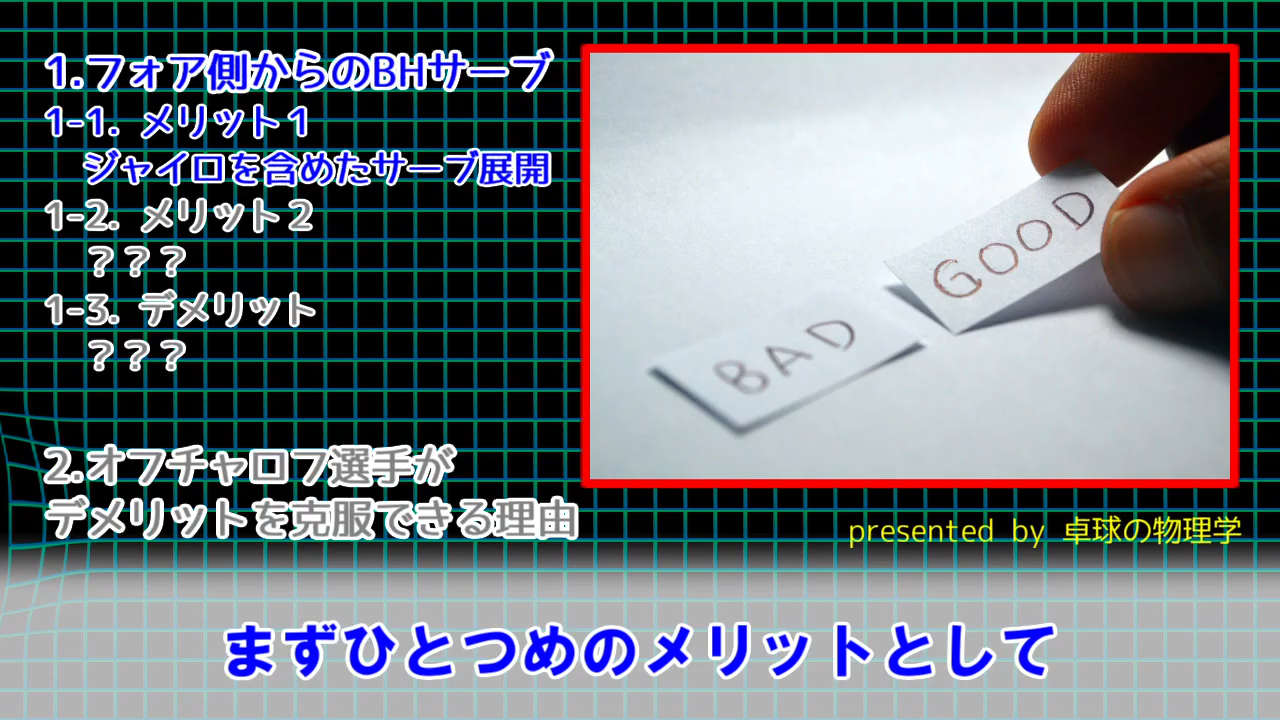 1.フォア側からのBHサーブ
1-1. メリット１
ジャイロを含めたサーブ展開
1-2. メリット２
？？？
1-3. デメリット
？？？
2.オフチャロフ選手が
デメリットを克服できる理由
GOOD
BAD
presented by 卓球の物理学
まずひとつめのメリットとして